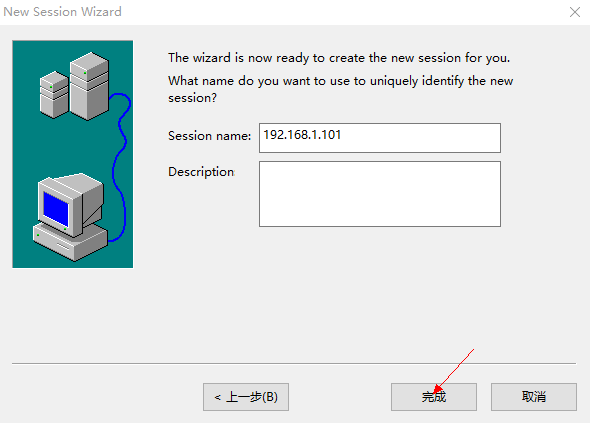 New Session Wizard
The wizard is now ready to create the new session for you.
What name do you want to use to uniquely identify the new
session?
Session name: 192.168.1.101
Description:
< 上一步(B) 完成 取消